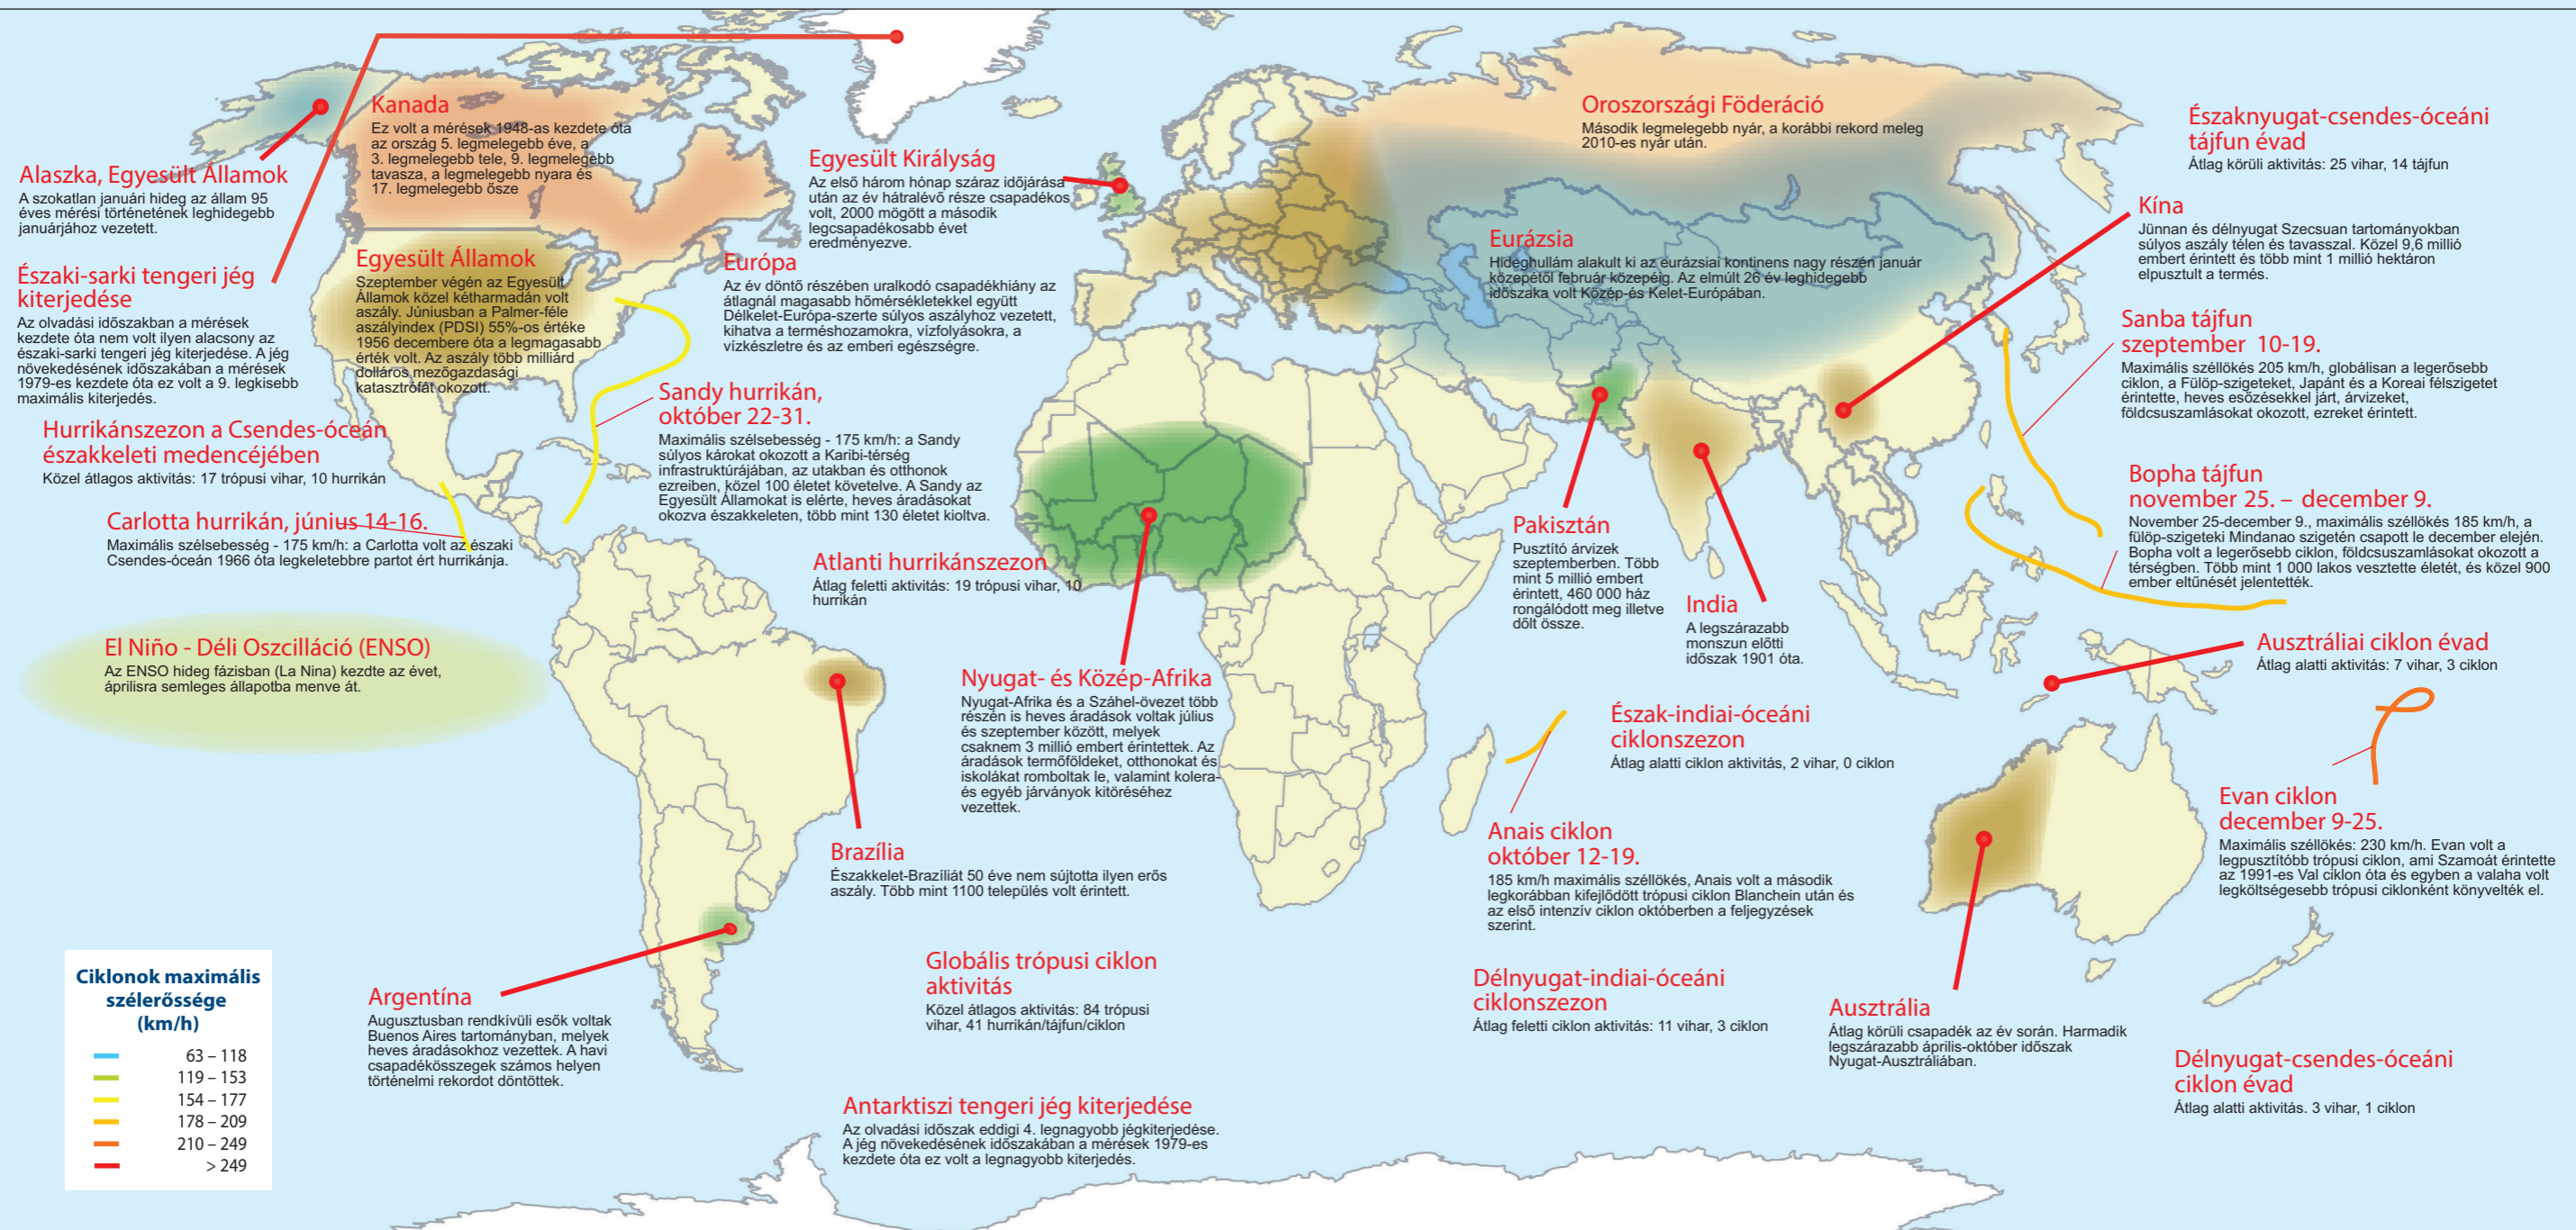 Kanada
Ez volt a mérések 1948-as kezdete óta
az ország 5. legmelegebb éve, a
3. legmelegebb tele, 9. legmelegebb
tavasza, a legmelegebb nyara és
17. legmelegebb ősze
Alaszka, Egyesült Államok
A szokatlan januári hideg az állam 95
éves mérési történetének leghidegebb
januárjához vezetett.
Északi-sarki tengeri jég
kiterjedése
Az olvadási időszakban a mérések
kezdete óta nem volt ilyen alacsony az
északi-sarki tengeri jég kiterjedése. A jég
növekedésének időszakában a mérések
1979-es kezdete óta ez volt a 9. legkisebb
maximális kiterjedés.
Egyesült Államok
Szeptember végén az Egyesült
Államok közel kétharmadán volt
aszály. Júniusban a Palmer-féle
aszályindex (PDSI) 55%-os értéke
1956 decembere óta a legmagasabb
érték volt. Az aszály több milliárd
dolláros mezőgazdasági
katasztrófát okozott.
Hurrikánszezon a Csendes-óceán
északkeleti medencéjében
Közel átlagos aktivitás: 17 trópusi vihar, 10 hurrikán
Carlotta hurrikán, június 14-16.
Maximális szélsebesség - 175 km/h: a Carlotta volt az északi
Csendes-óceán 1966 óta legkeletebbre partot ért hurrikánja.
El Niño - Déli Oszcilláció (ENSO)
Az ENSO hideg fázisban (La Nina) kezdte az évet,
áprilisra semleges állapotba menve át.
Egyesült Királyság
Az első három hónap száraz időjárása
után az év hátralévő része csapadékos
volt, 2000 mögött a második
legcsapadékosabb évet
eredményezve.
Európa
Az év döntő részében uralkodó csapadékhiány az
átlagnál magasabb hőmérsékletekkel együtt
Délkelet-Európa-szerte súlyos aszályhoz vezetett,
kihatva a terméshozamokra, vízfolyásokra, a
vízkészletre és az emberi egészségre.
Sandy hurrikán,
október 22-31.
Maximális szélsebesség - 175 km/h: a Sandy
súlyos károkat okozott a Karibi-térség
infrastruktúrájában, az utakban és otthonok
ezreiben, közel 100 életet követelve. A Sandy az
Egyesült Államokat is elérte, heves áradásokat
okozva északkeleten, több mint 130 életet kioltva.
Atlanti hurrikánszezon
Átlag feletti aktivitás: 19 trópusi vihar, 10
hurrikán
Nyugat- és Közép-Afrika
Nyugat-Afrika és a Száhel-övezet több
részén is heves áradások voltak július
és szeptember között, melyek
csaknem 3 millió embert érintettek. Az
áradások termőföldeket, otthonokat és
iskolákat romboltak le, valamint kolera-
és egyéb járványok kitöréséhez
vezettek.
Brazília
Északkelet-Brazíliát 50 éve nem sújtotta ilyen erős
aszály. Több mint 1100 település volt érintett.
Argentína
Augusztusban rendkívüli esők voltak
Buenos Aires tartományban, melyek
heves áradásokhoz vezettek. A havi
csapadékösszegek számos helyen
történelmi rekordot döntöttek.
Globális trópusi ciklon
aktivitás
Közel átlagos aktivitás: 84 trópusi
vihar, 41 hurrikán/tájfun/ciklon
Antarktiszi tengeri jég kiterjedése
Az olvadási időszak eddigi 4. legnagyobb jégkiterjedése.
A jég növekedésének időszakában a mérések 1979-es
kezdete óta ez volt a legnagyobb kiterjedés.
Ciklonok maximális
szélerőssége
(km/h)
63 – 118
119 – 153
154 – 177
178 – 209
210 – 249
> 249
Oroszországi Föderáció
Második legmelegebb nyár, a korábbi rekord meleg
2010-es nyár után.
Eurázsia
Hideghullám alakult ki az eurázsiai kontinens nagy részén január
közepétől február közepéig. Az elmúlt 26 év leghidegebb
időszaka volt Közép-és Kelet-Európában.
Északnyugat-csendes-óceáni
tájfun évad
Átlag körüli aktivitás: 25 vihar, 14 tájfun
Kína
Jünnan és délnyugat Szecsuan tartományokban
súlyos aszály télen és tavasszal. Közel 9,6 millió
embert érintett és több mint 1 millió hektáron
elpusztult a termés.
Sanba tájfun
szeptember 10-19.
Maximális széllökés 205 km/h, globálisan a legerősebb
ciklon, a Fülöp-szigeteket, Japánt és a Koreai félszigetet
érintette, heves esőzésekkel járt, árvizeket,
földcsuszamlásokat okozott, ezreket érintett.
Bopha tájfun
november 25. – december 9.
November 25-december 9., maximális széllökés 185 km/h, a
fülöp-szigeteki Mindanao szigetén csapott le december elején.
Bopha volt a legerősebb ciklon, földcsuszamlásokat okozott a
térségben. Több mint 1 000 lakos vesztette életét, és közel 900
ember eltűnését jelentették.
Pakisztán
Pusztító árvizek
szeptemberben. Több
mint 5 millió embert
érintett, 460 000 ház
rongálódott meg illetve
dőlt össze.
India
A legszárazabb
monszun előtti
időszak 1901 óta.
Ausztráliai ciklon évad
Átlag alatti aktivitás: 7 vihar, 3 ciklon
Észak-indiai-óceáni
ciklonszezon
Átlag alatti ciklon aktivitás, 2 vihar, 0 ciklon
Anais ciklon
október 12-19.
185 km/h maximális széllökés, Anais volt a második
legkorábban kifejlődött trópusi ciklon Blanchein után és
az első intenzív ciklon októberben a feljegyzések
szerint.
Evan ciklon
december 9-25.
Maximális széllökés: 230 km/h. Evan volt a
legpusztítóbb trópusi ciklon, ami Szamoát érintette
az 1991-es Val ciklon óta és egyben a valaha volt
legköltségesebb trópusi ciklonként könyvelték el.
Délnyugat-indiai-óceáni
ciklonszezon
Átlag feletti ciklon aktivitás: 11 vihar, 3 ciklon
Ausztrália
Átlag körüli csapadék az év során. Harmadik
legszárazabb április-október időszak
Nyugat-Ausztráliában.
Délnyugat-csendes-óceáni
ciklon évad
Átlag alatti aktivitás. 3 vihar, 1 ciklon